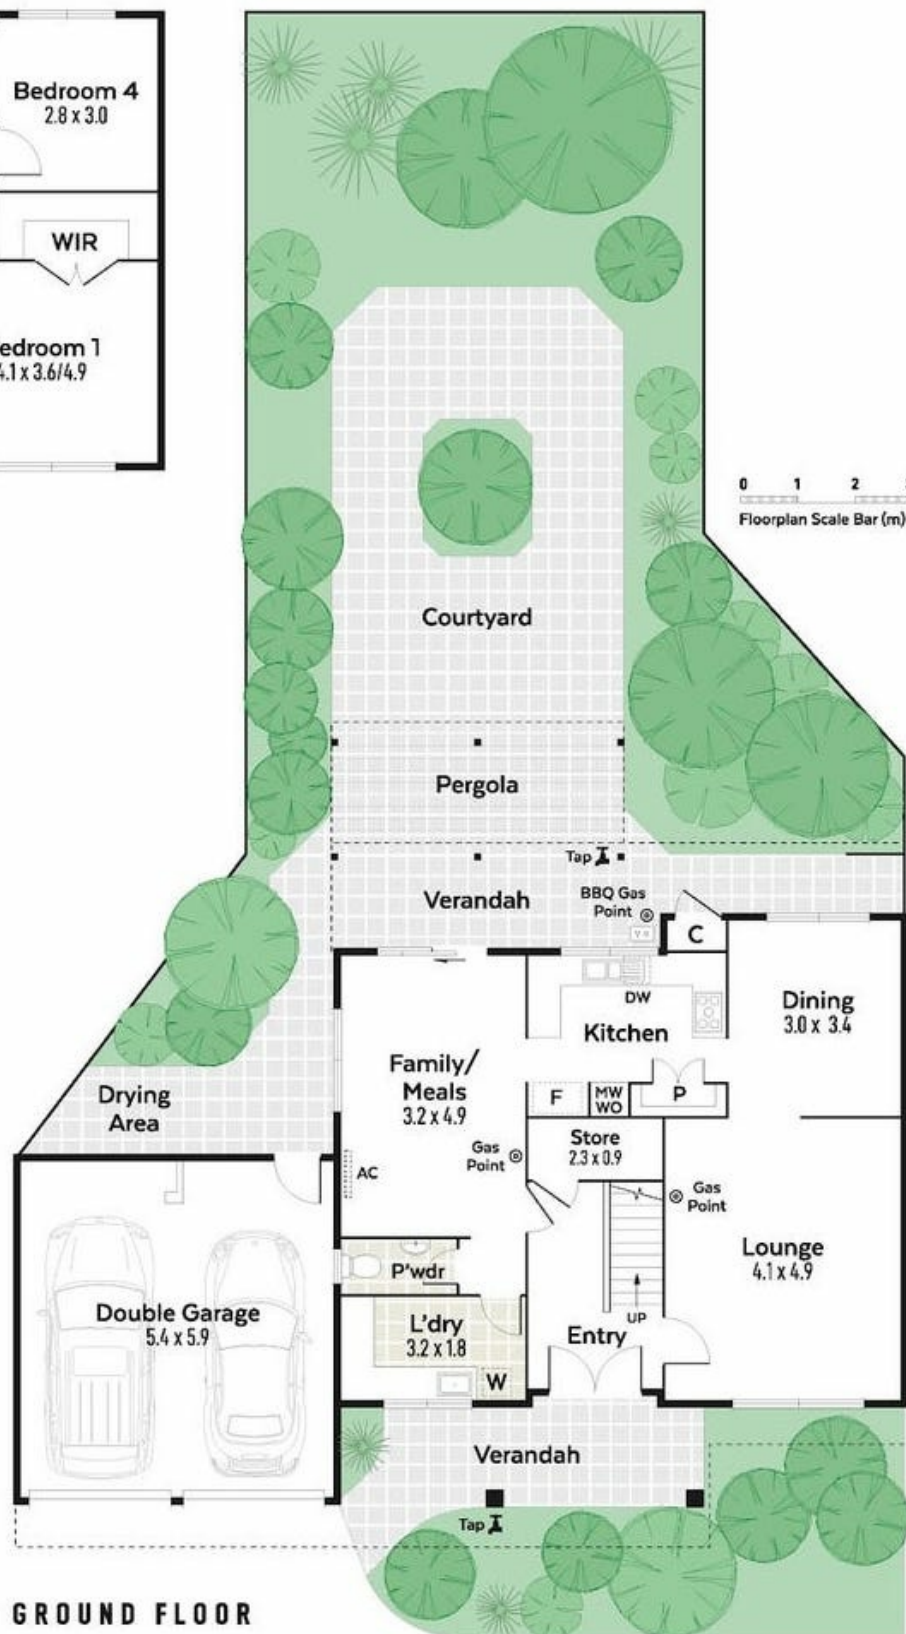 Bedroom 4
2.8 x 3.0
WIR
edroom 1
4.1 x 3.6/4.9
0 1 2
Floorplan Scale Bar (m)
Courtyard
Pergola
Tap
Verandah
BBQ Gas
Point
C
DW
Kitchen
Dining
3.0 x 3.4
Family/
Meals
3.2 x 4.9
F
MW
WO
P
Drying
Area
Store
2.3 x 0.9
Gas
Point
AC
Gas
Point
Lounge
4.1 x 4.9
P'wdr
Double Garage
5.4 x 5.9
L'dry
3.2 x 1.8
UP
Entry
W
Verandah
Tap
GROUND FLOOR